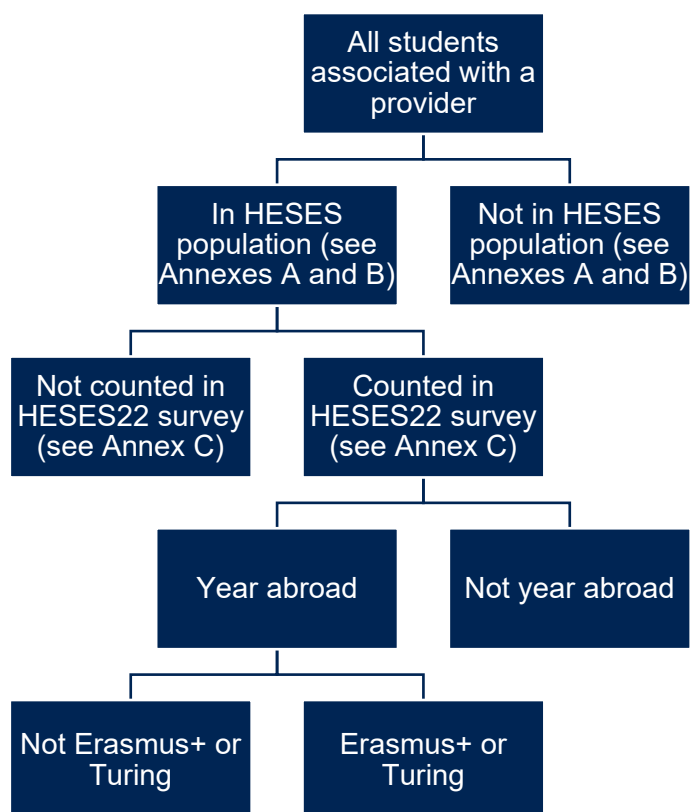 All students
associated with a
provider
In HESES
population (see
Annexes A and B)
Not in HESES
population (see
Annexes A and B)
Not counted in
HESES22 survey
(see Annex C)
Counted in
HESES22 survey
(see Annex C)
Year abroad
Not year abroad
Not Erasmus+ or
Turing
Erasmus+ or
Turing